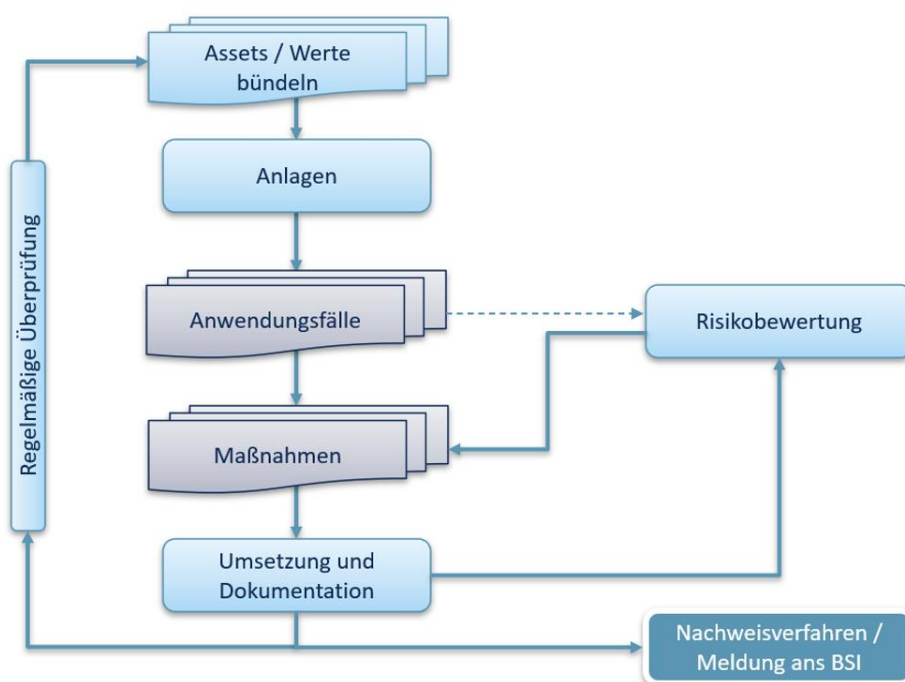 Assets / Werte
bündeln
Anlagen
Anwendungsfälle
Risikobewertung
Regelmäßige Überprüfung
Maßnahmen
Umsetzung und
Dokumentation
Nachweisverfahren /
Meldung ans BSI